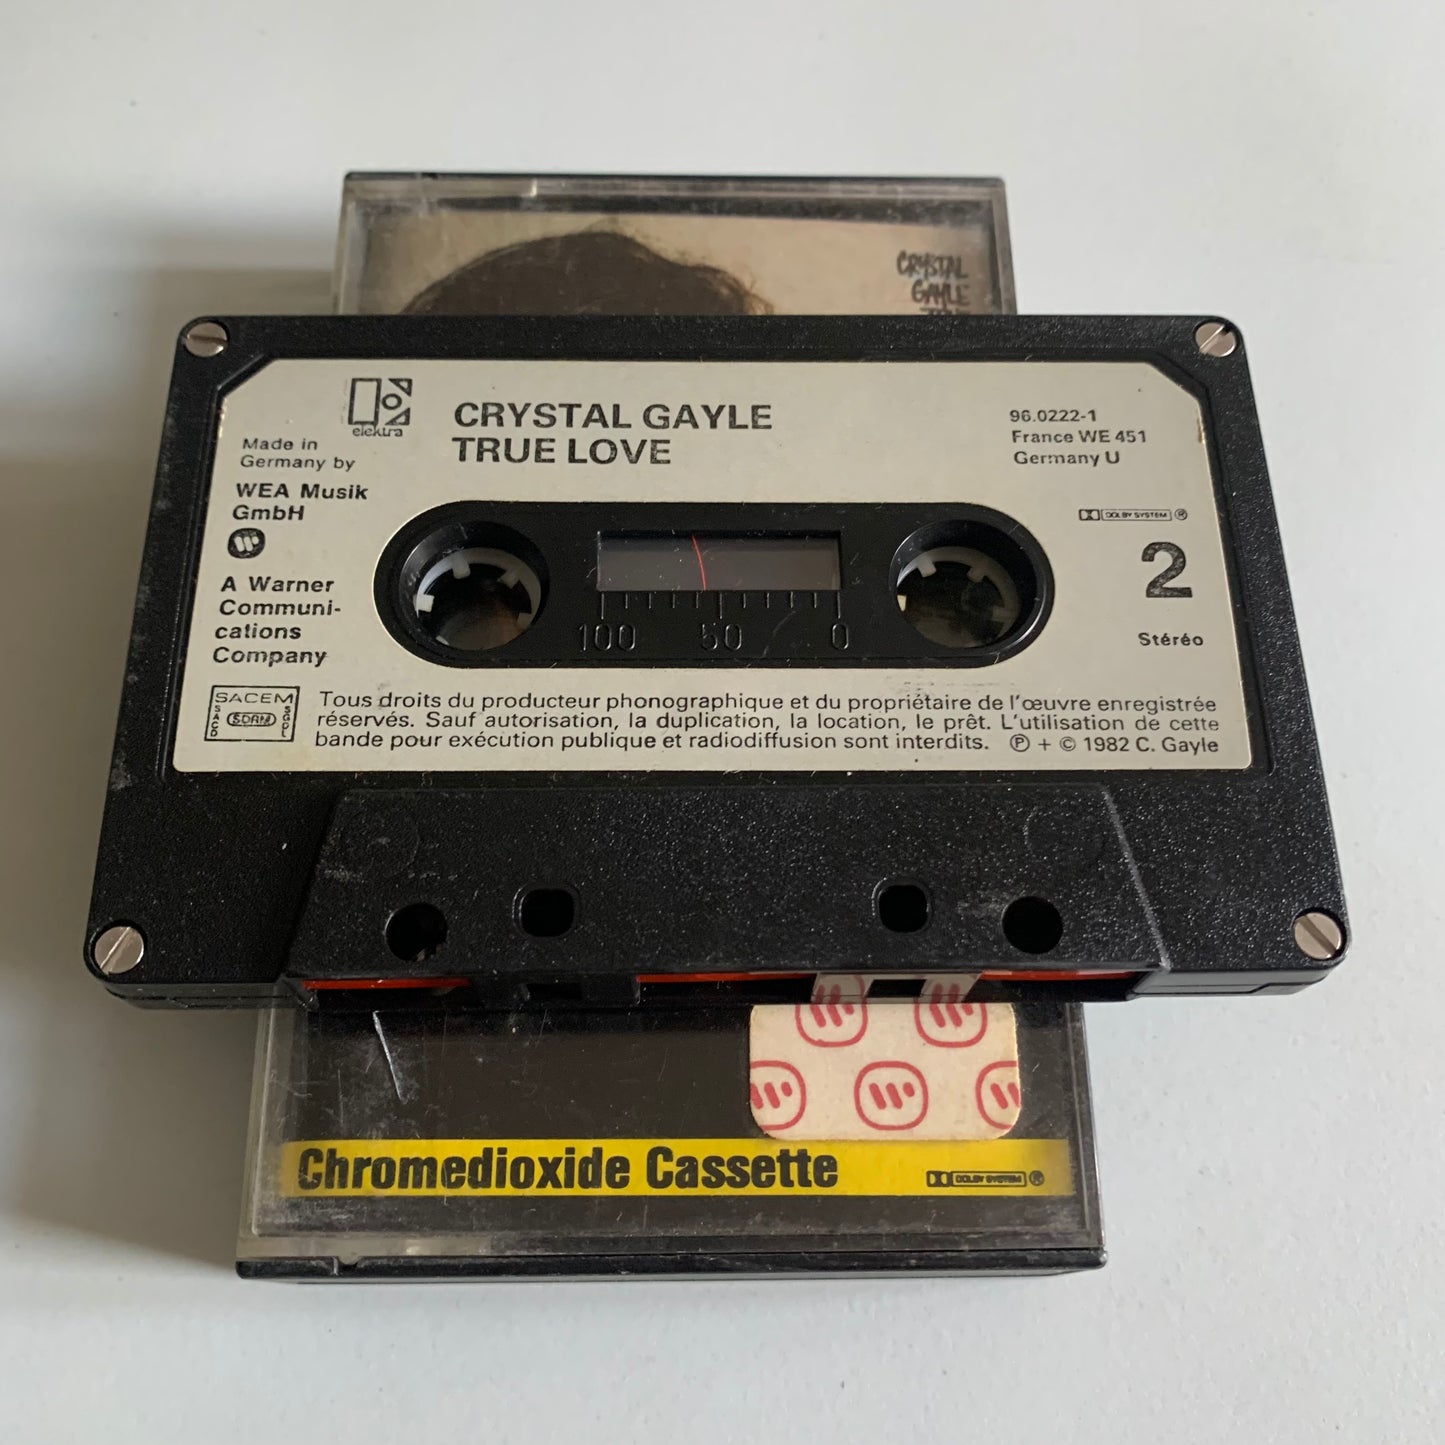 CRYSTAL
GAYLE
elektra
CRYSTAL GAYLE
TRUE LOVE
96.0222-1
France WE 451
Germany U
Made in
Germany by
WEA Musik
GmbH
A Warner
Communi-
cations
Company
DOLBY SYSTEM ®
2
Stéréo
100 50 0
SACEM
SACD SDRM SGDL
Tous droits du producteur phonographique et du propriétaire de l'œuvre enregistrée
réservés. Sauf autorisation, la duplication, la location, le prêt. L'utilisation de cette
bande pour exécution publique et radiodiffusion sont interdits. ℗ + © 1982 C. Gayle
Chromedioxide Cassette
DOLBY SYSTEM ®